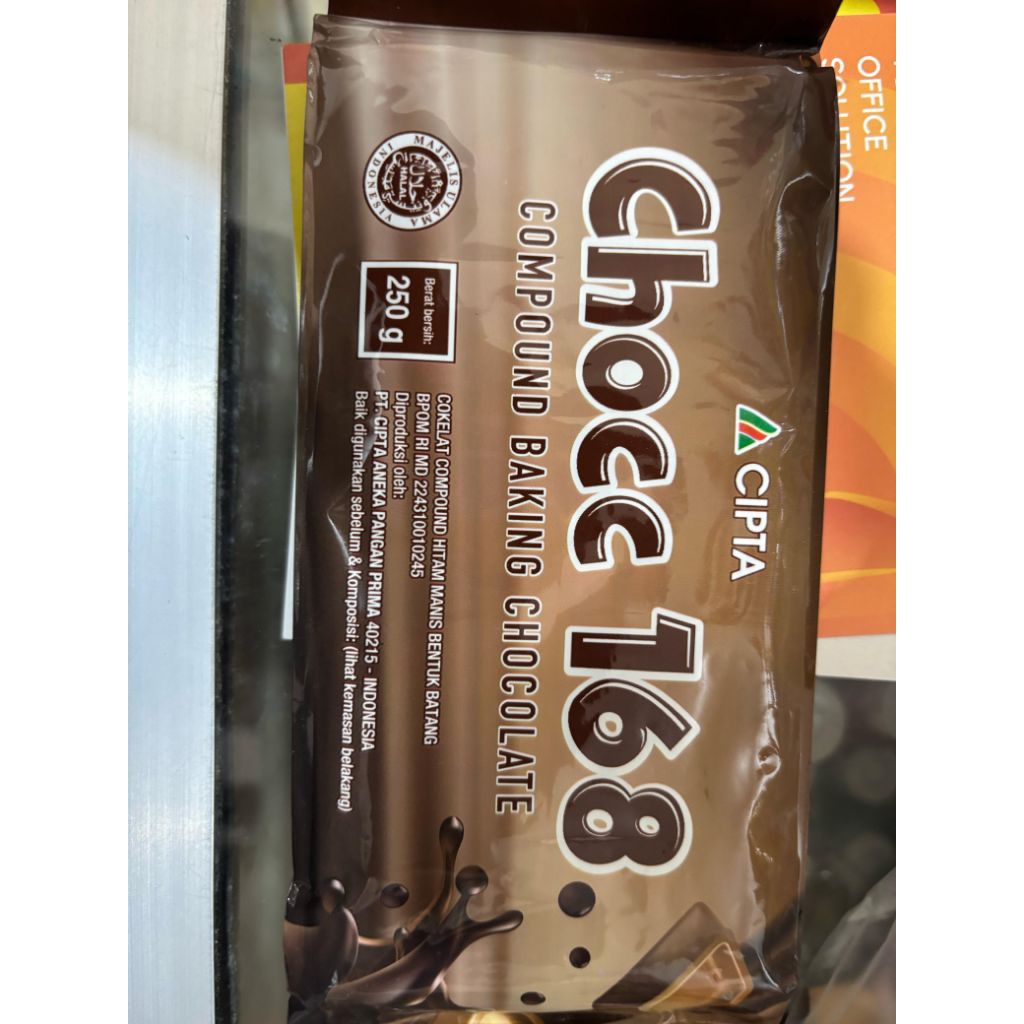 CIPTA
Chocc 168
COMPOUND BAKING CHOCOLATE
MAJELIS ULAMA
INDONESIA
حلال
HALAL
Berat bersih:
250 g
COKELAT COMPOUND HITAM MANIS BENTUK BATANG
BPOM RI MD 224310010245
Diproduksi oleh:
PT. CIPTA ANEKA PANGAN PRIMA 40215 - INDONESIA
Baik digunakan sebelum & Komposisi: (lihat kemasan belakang)
OFFICE
SOLUTION